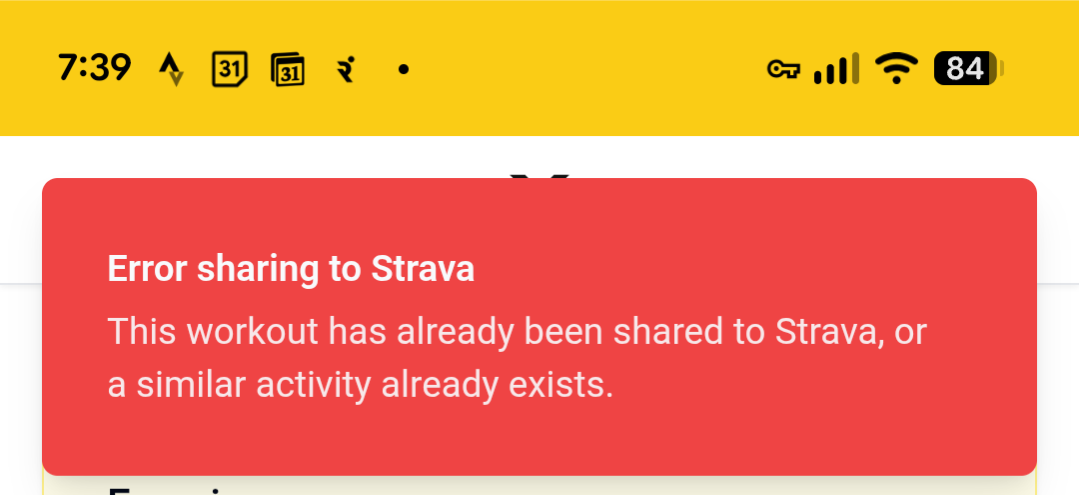 7:39 31 31 84
Error sharing to Strava
This workout has already been shared to Strava, or
a similar activity already exists.